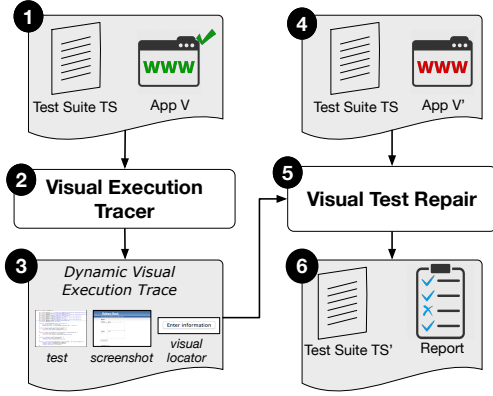 1
www
Test Suite TS
App V
2
Visual Execution
Tracer
3
Dynamic Visual
Execution Trace
Enter information
test
screenshot
visual
locator
4
www
Test Suite TS
App V'
5
Visual Test Repair
6
Test Suite TS'
Report